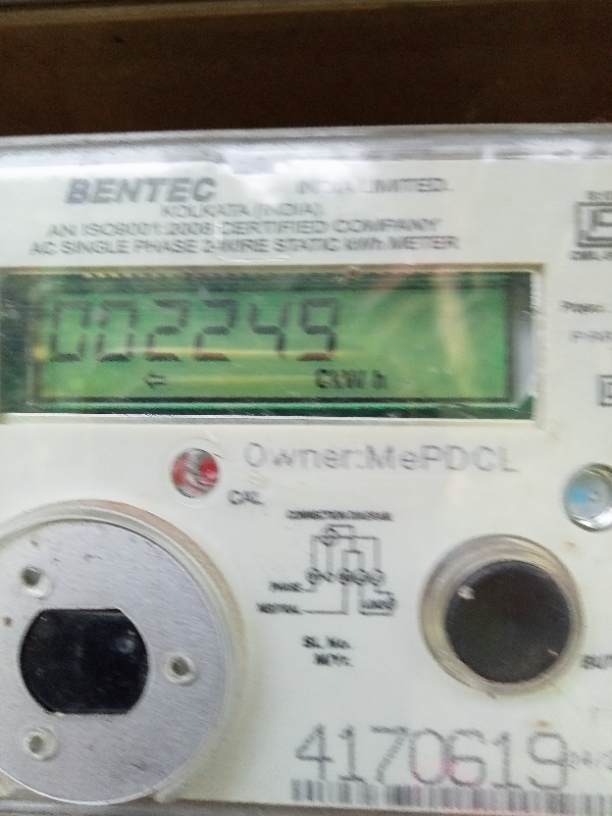 BENTEC INDIA LIMITED.
KOLKATA (INDIA)
AN ISO9001:2008 CERTIFIED COMPANY
AC SINGLE PHASE 2-WIRE STATIC kWh METER
002249
kWh
Owner:MePDCL
CAL
CONNECTION DIAGRAM
PHASE
NEUTRAL
LOAD
SL. No.
M/Yr.
4170619